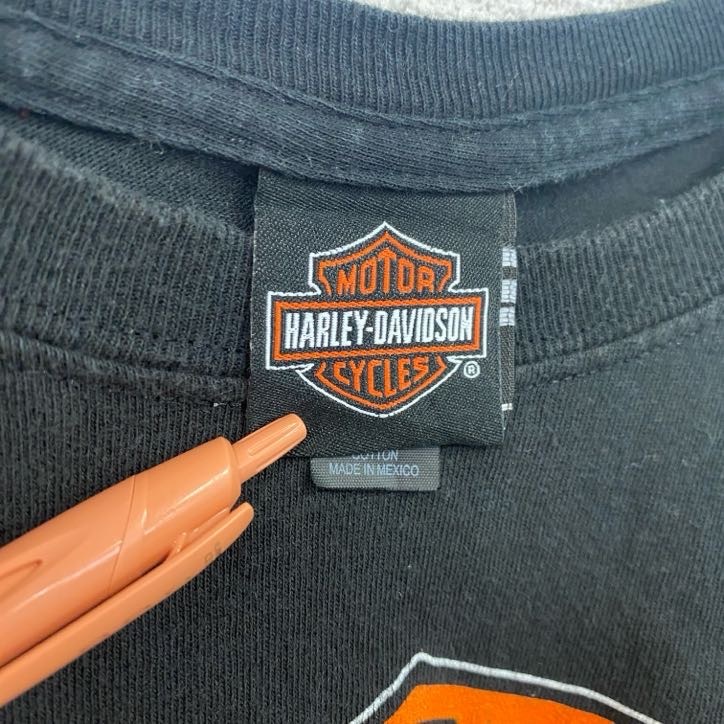 MOTOR
HARLEY-DAVIDSON
CYCLES
®
COTTON
MADE IN MEXICO